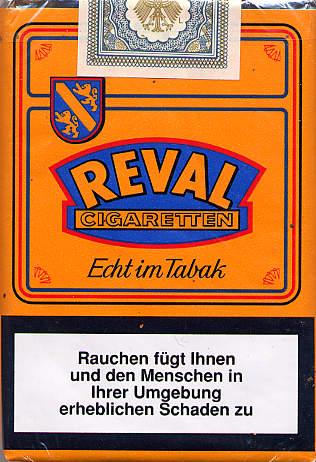 REVAL
CIGARETTEN
Echt im Tabak
Rauchen fügt Ihnen
und den Menschen in
Ihrer Umgebung
erheblichen Schaden zu